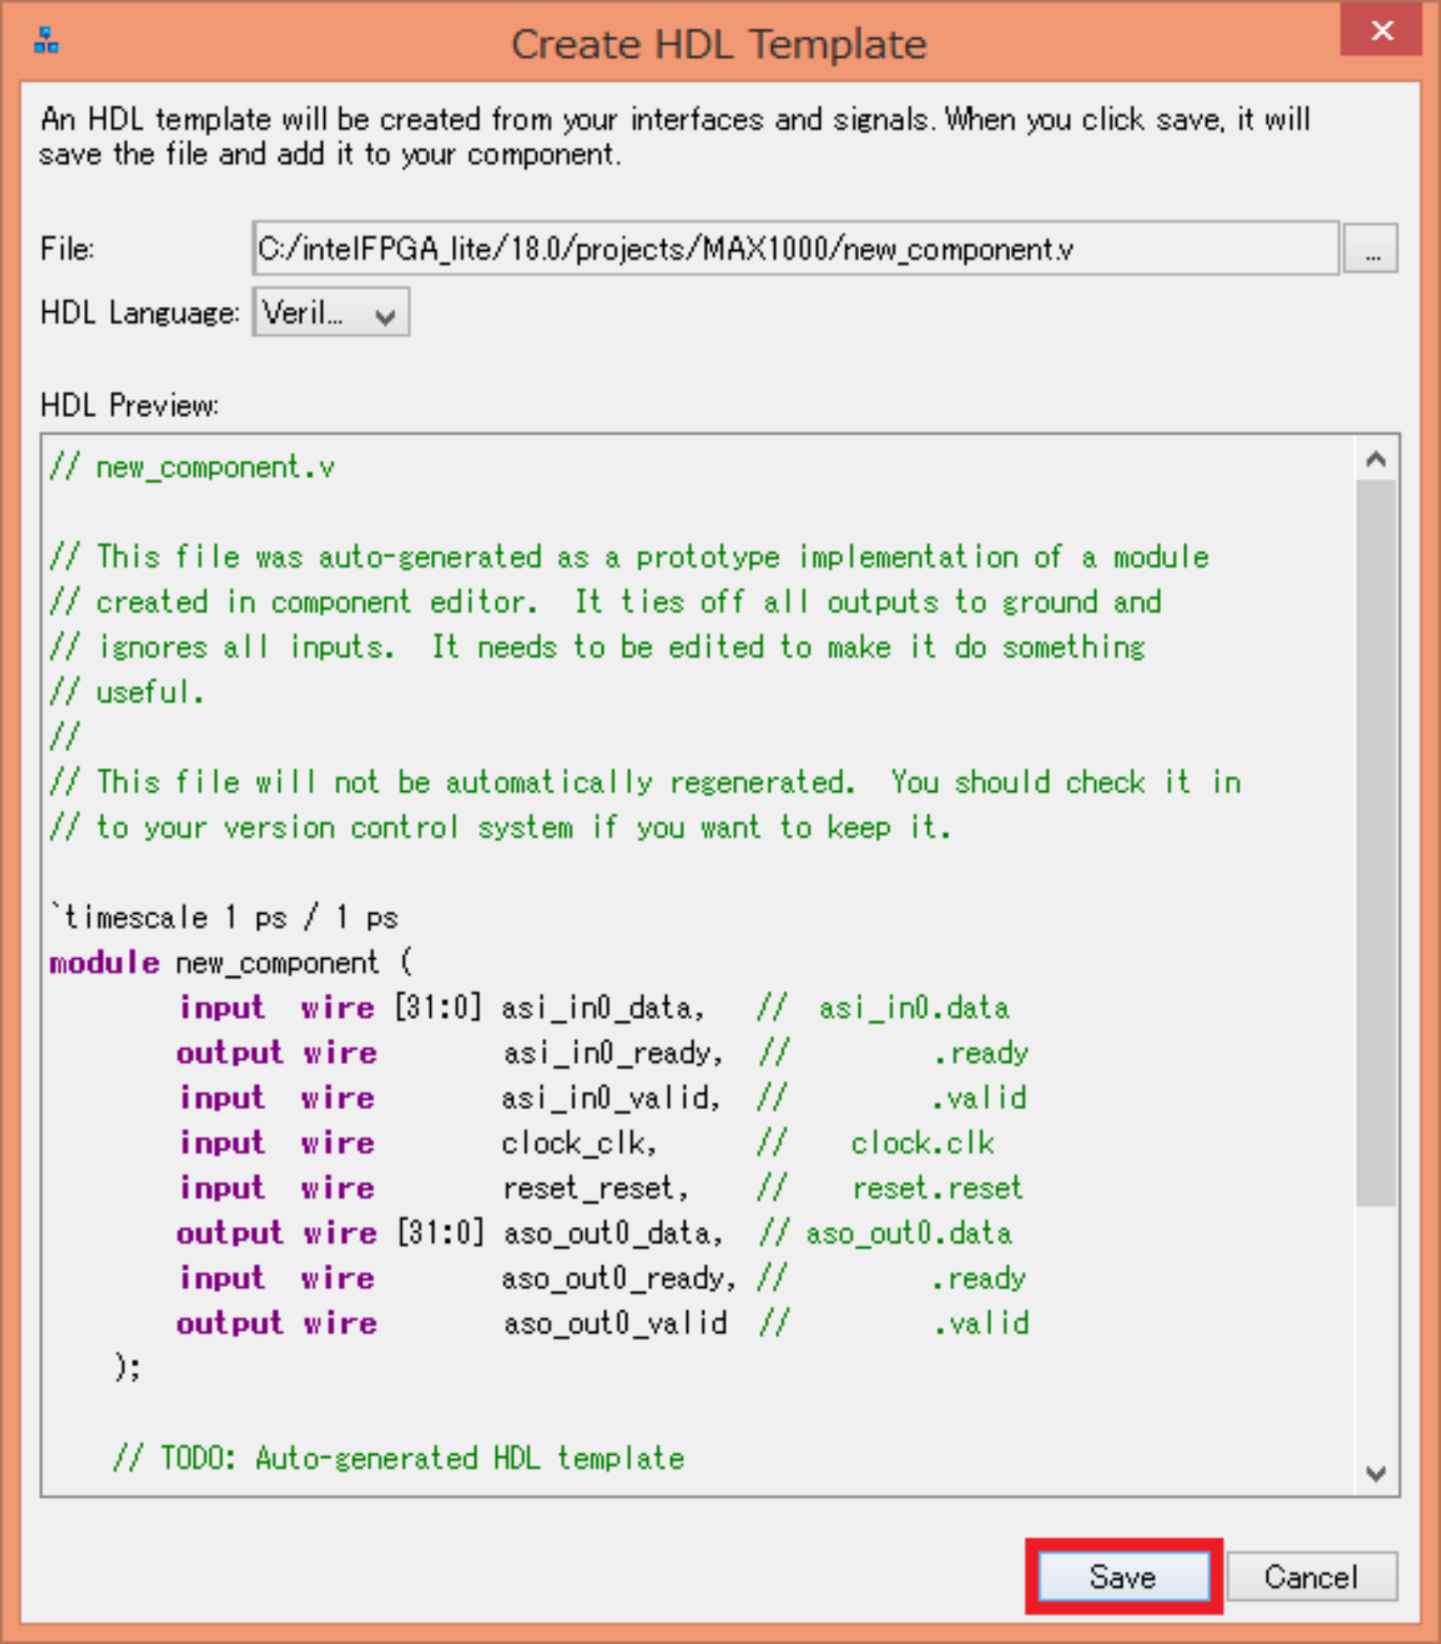 Create HDL Template
An HDL template will be created from your interfaces and signals. When you click save, it will
save the file and add it to your component.
File: C:/intelFPGA_lite/18.0/projects/MAX1000/new_component.v ...
HDL Language: Veril...
HDL Preview:
// new_component.v
// This file was auto-generated as a prototype implementation of a module
// created in component editor.  It ties off all outputs to ground and
// ignores all inputs.  It needs to be edited to make it do something
// useful.
//
// This file will not be automatically regenerated.  You should check it in
// to your version control system if you want to keep it.
`timescale 1 ps / 1 ps
module new_component (
input  wire [31:0] asi_in0_data,   //  asi_in0.data
output wire        asi_in0_ready,  //         .ready
input  wire        asi_in0_valid,  //         .valid
input  wire        clock_clk,      //    clock.clk
input  wire        reset_reset,    //    reset.reset
output wire [31:0] aso_out0_data,  // aso_out0.data
input  wire        aso_out0_ready, //         .ready
output wire        aso_out0_valid  //         .valid
);
// TODO: Auto-generated HDL template
Save Cancel